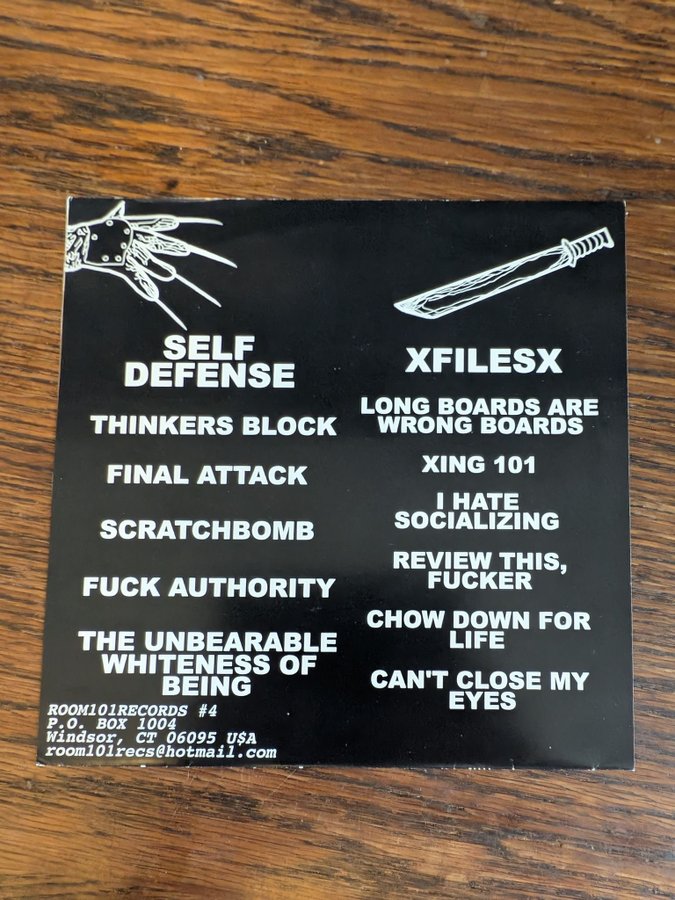 SELF
DEFENSE
THINKERS BLOCK
FINAL ATTACK
SCRATCHBOMB
FUCK AUTHORITY
THE UNBEARABLE
WHITENESS OF
BEING
XFILESX
LONG BOARDS ARE
WRONG BOARDS
XING 101
I HATE
SOCIALIZING
REVIEW THIS,
FUCKER
CHOW DOWN FOR
LIFE
CAN'T CLOSE MY
EYES
ROOM101RECORDS #4
P.O. BOX 1004
Windsor, CT 06095 U$A
room101recs@hotmail.com